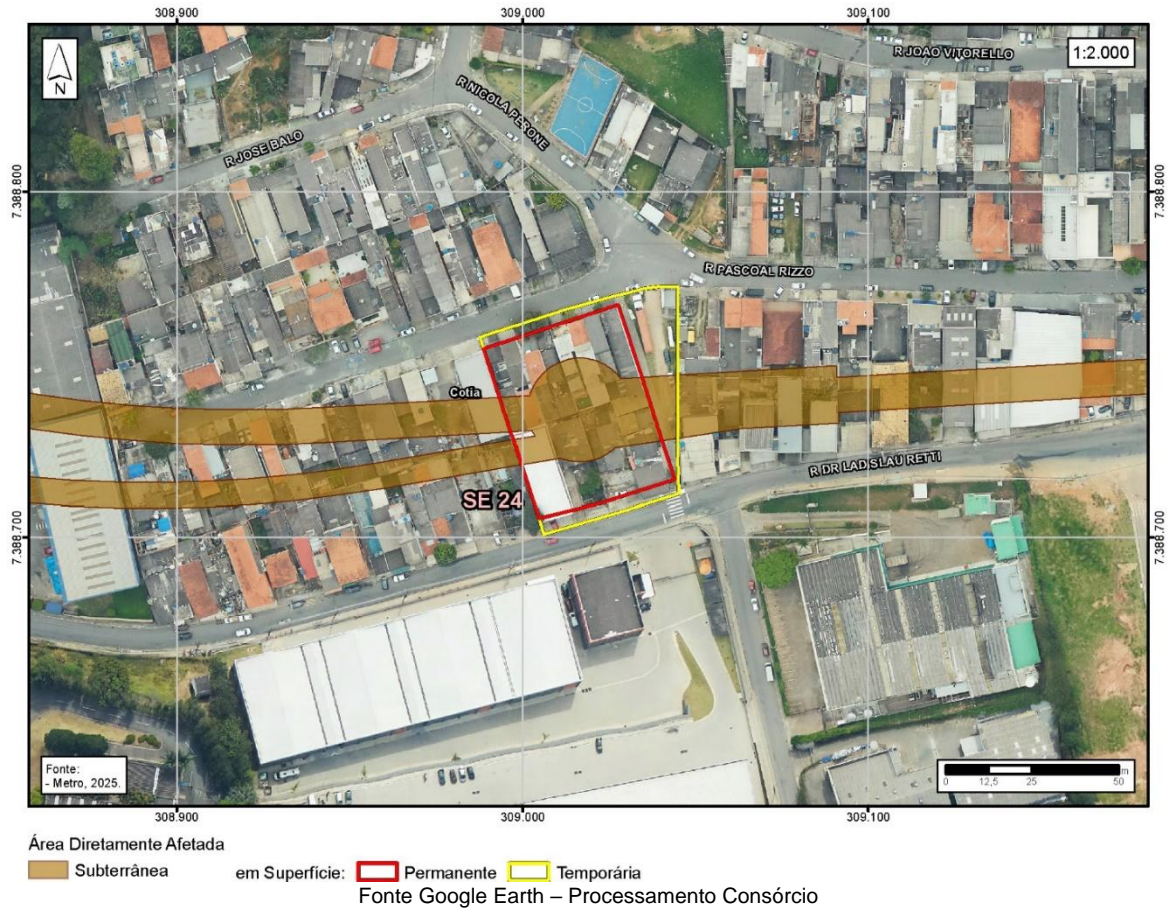 308.900 309.000 309.100
N
1:2.000
R JOAO VITORELLO
R NICOLA PERONE
R JOSE BALO
7.388.800 7.388.800
R PASCOAL RIZZO
Cotia
R DR LADISLAU RETTI
SE 24
7.388.700 7.388.700
Fonte:
- Metro, 2025.
m
0 12,5 25 50
308.900 309.000 309.100
Área Diretamente Afetada
Subterrânea em Superfície: Permanente Temporária
Fonte Google Earth – Processamento Consórcio